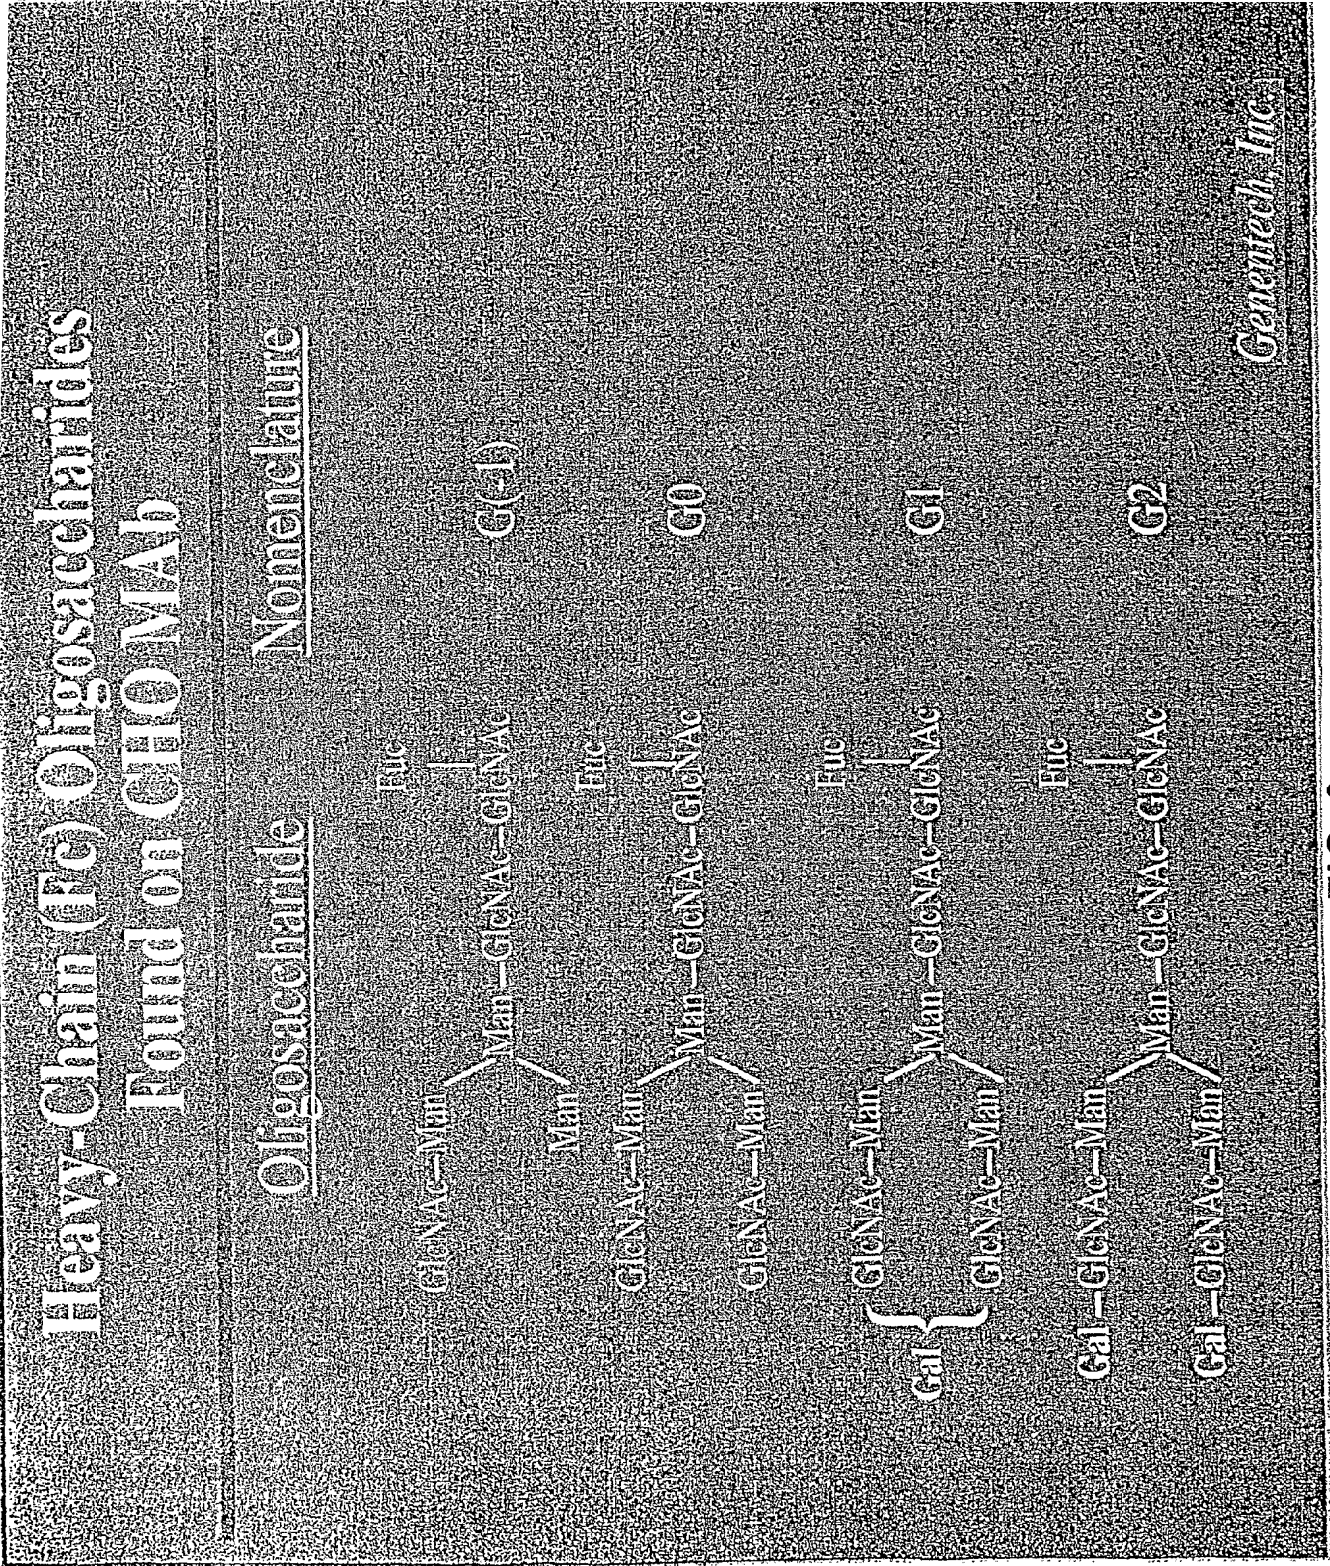 Heavy-Chain (Fc) Oligosaccharides
Found on CHO MAb
Oligosaccharide Nomenclature
Fuc
GlcNAc–Man
Man–GlcNAc–GlcNAc G(-1)
Man
Fuc
GlcNAc–Man
Man–GlcNAc–GlcNAc G0
GlcNAc–Man
Fuc
GlcNAc–Man
Gal { Man–GlcNAc–GlcNAc G1
GlcNAc–Man
Fuc
Gal–GlcNAc–Man
Man–GlcNAc–GlcNAc G2
Gal–GlcNAc–Man
Genentech, Inc.